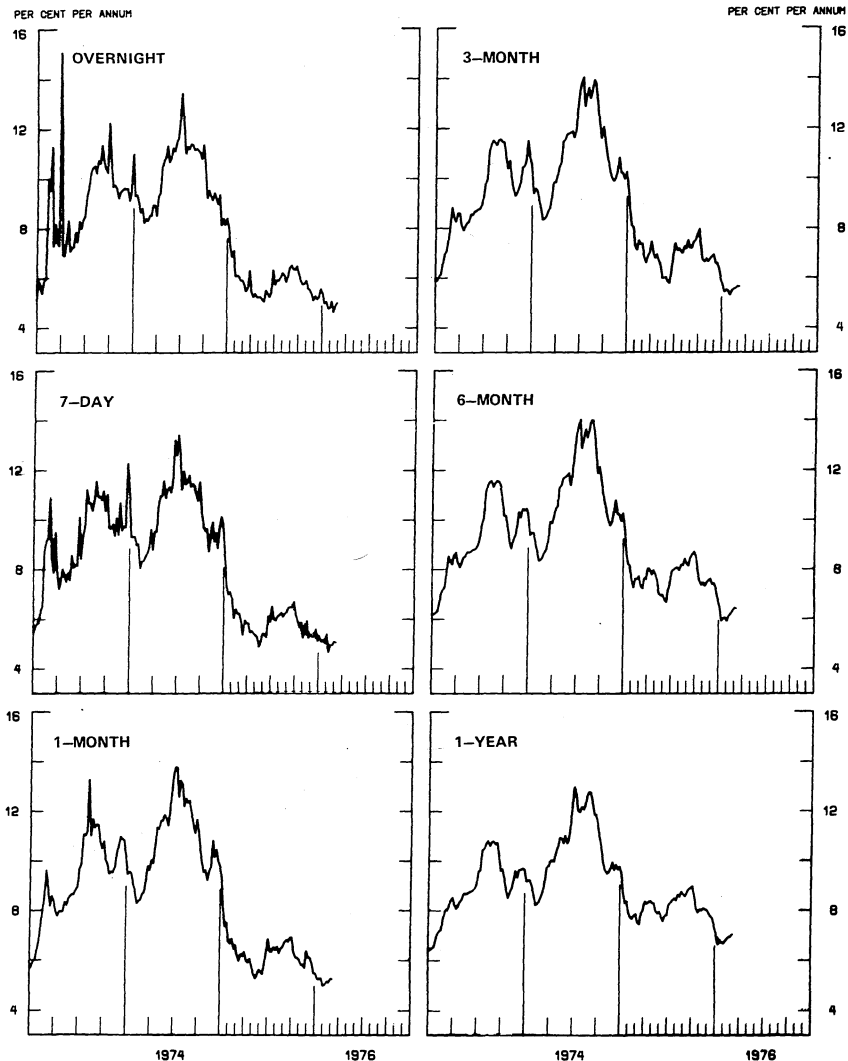 PER CENT PER ANNUM PER CENT PER ANNUM
16 16
OVERNIGHT 3–MONTH
12 12
8 8
4 4
16 16
7–DAY 6–MONTH
12 12
8 8
4 4
16 16
1–MONTH 1–YEAR
12 12
8 8
4 4
1974 1976 1974 1976